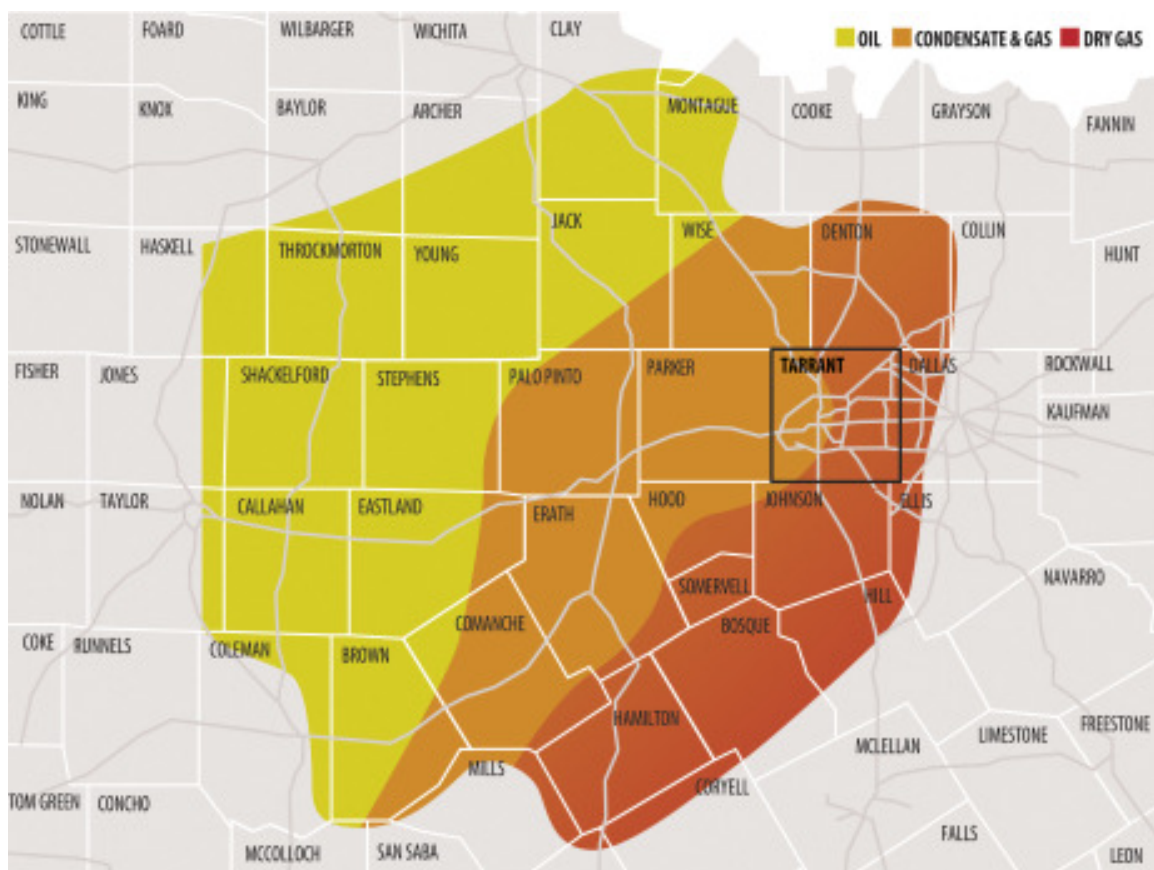 COTTLE FOARD WILBARGER WICHITA CLAY
OIL CONDENSATE & GAS DRY GAS
KING KNOX BAYLOR ARCHER MONTAGUE COOKE GRAYSON FANNIN
STONEWALL HASKELL THROCKMORTON YOUNG JACK WISE DENTON COLLIN HUNT
FISHER JONES SHACKELFORD STEPHENS PALO PINTO PARKER TARRANT DALLAS ROCKWALL
KAUFMAN
NOLAN TAYLOR CALLAHAN EASTLAND ERATH HOOD JOHNSON ELLIS
SOMERVELL HILL NAVARRO
COKE RUNNELS COLEMAN BROWN COMANCHE BOSQUE
HAMILTON MCLELLAN LIMESTONE FREESTONE
TOM GREEN CONCHO MILLS CORYELL
MCCOLLOCH SAN SABA FALLS LEON